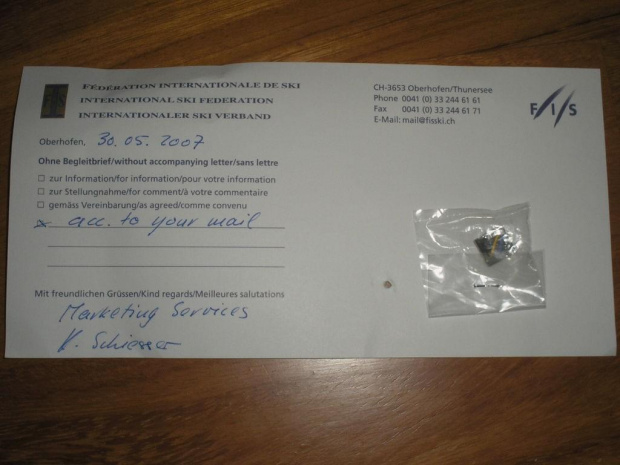 FÉDÉRATION INTERNATIONALE DE SKI
INTERNATIONAL SKI FEDERATION
INTERNATIONALER SKI VERBAND
CH-3653 Oberhofen/Thunersee
Phone 0041 (0) 33 244 61 61
Fax 0041 (0) 33 244 61 71
E-Mail: mail@fisski.ch
F/I/S
Oberhofen, 30.05.2007
Ohne Begleitbrief/without accompanying letter/sans lettre
zur Information/for information/pour votre information
zur Stellungnahme/for comment/à votre commentaire
gemäss Vereinbarung/as agreed/comme convenu
acc. to your mail
Mit freundlichen Grüssen/Kind regards/Meilleures salutations
Marketing Services
K. Schiesser